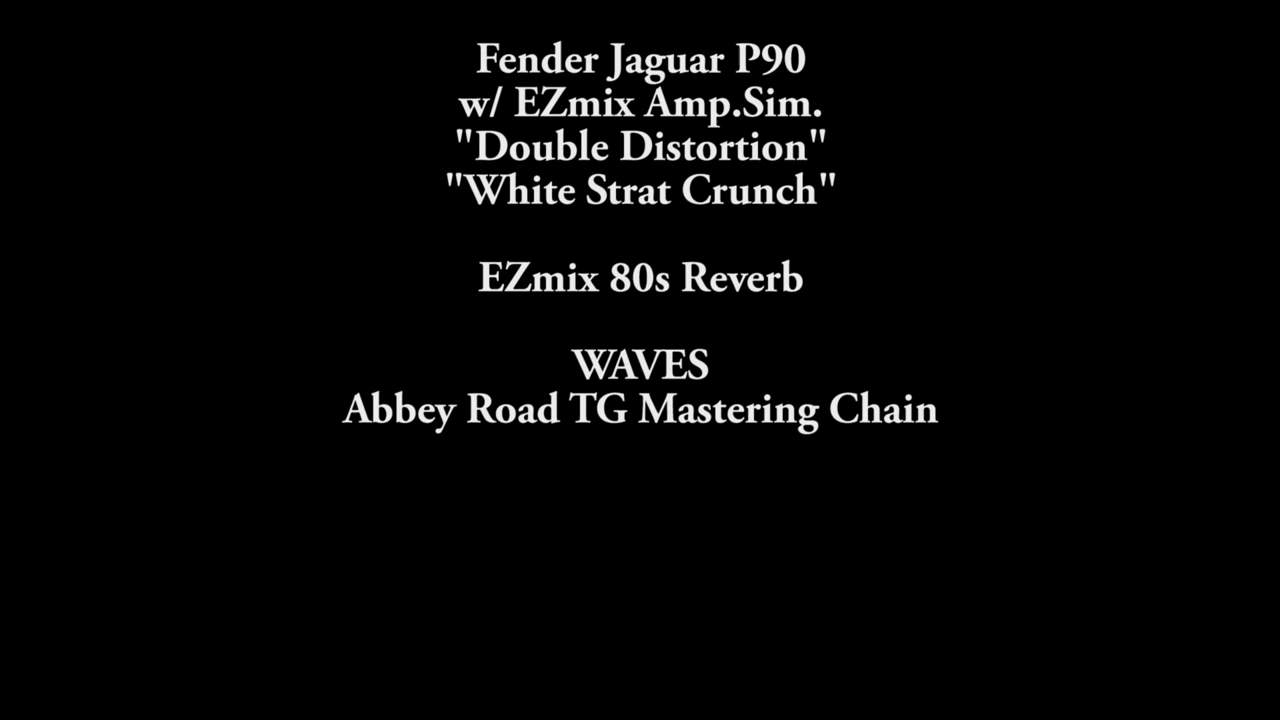 Fender Jaguar P90
w/ EZmix Amp.Sim.
"Double Distortion"
"White Strat Crunch"
EZmix 80s Reverb
WAVES
Abbey Road TG Mastering Chain